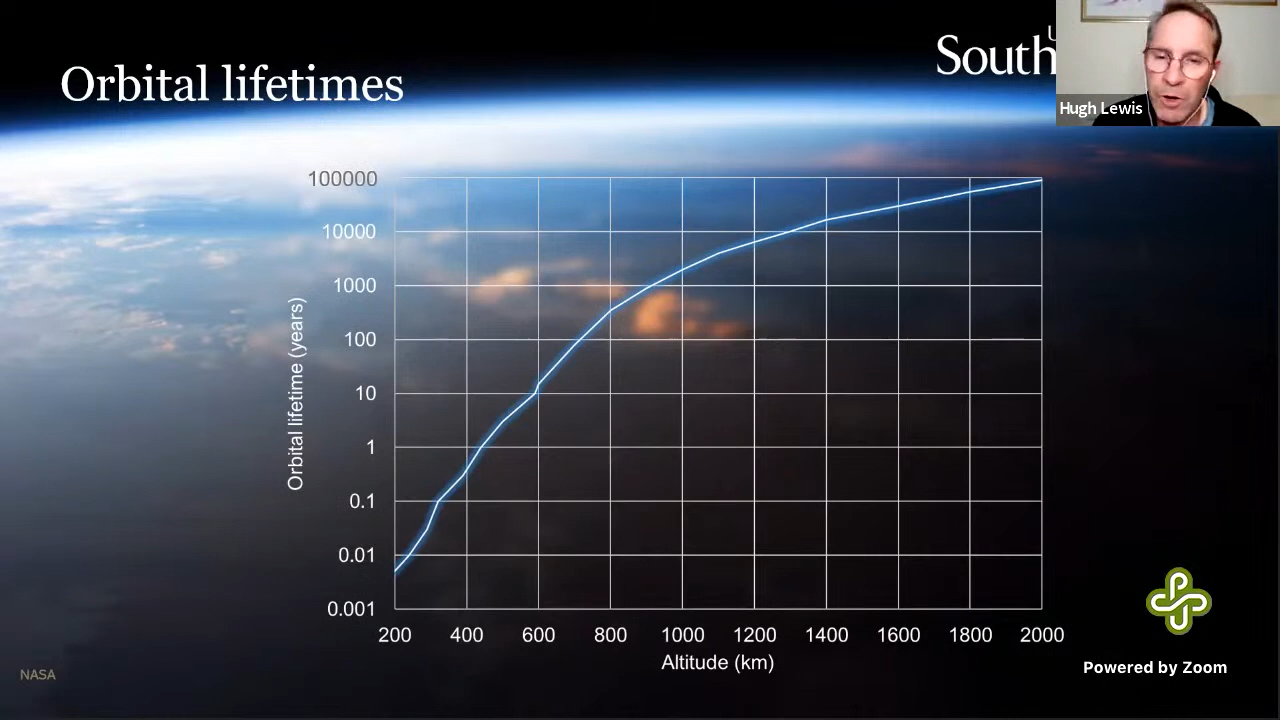 Orbital lifetimes
South
Hugh Lewis
100000
10000
1000
100
10
1
0.1
0.01
0.001
Orbital lifetime (years)
200 400 600 800 1000 1200 1400 1600 1800 2000
Altitude (km)
NASA
Powered by Zoom